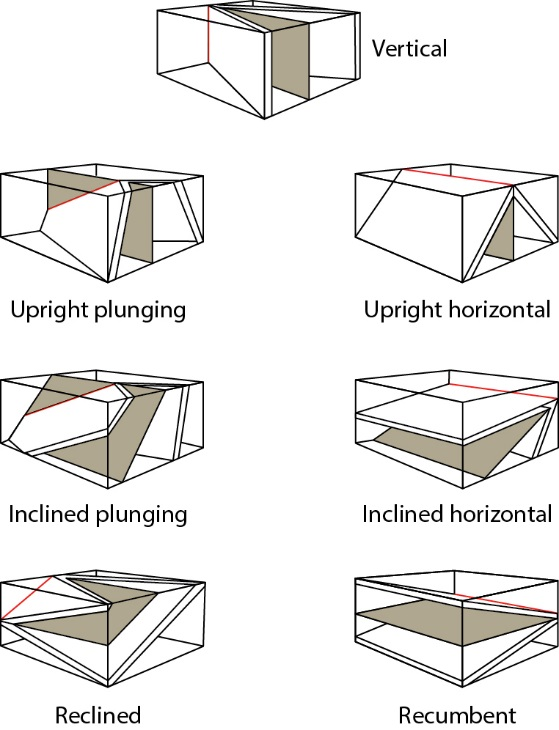 Vertical
Upright plunging
Upright horizontal
Inclined plunging
Inclined horizontal
Reclined
Recumbent